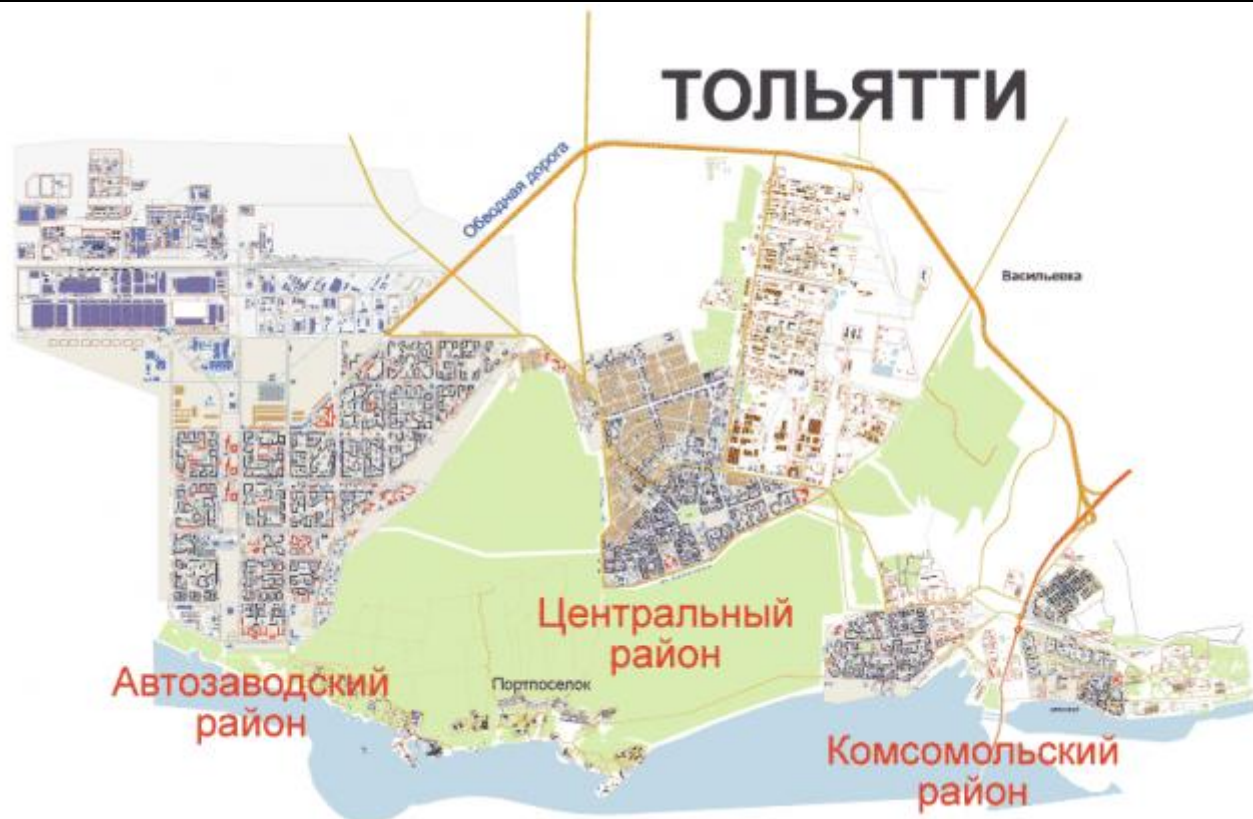 ТОЛЬЯТТИ
Обводная дорога
Васильевка
Центральный
район
Автозаводский
район
Портпоселок
Комсомольский
район